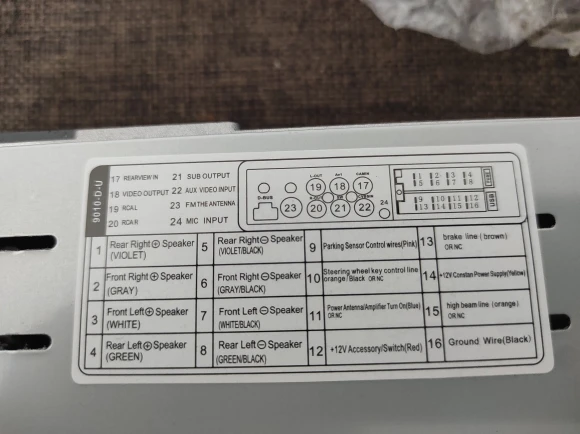 9010-D-U
17 REARVIEW-IN 21 SUB OUTPUT
18 VIDEO OUTPUT 22 AUX VIDEO INPUT
19 RCAL 23 FM THE ANTENNA
20 RCAR 24 MIC INPUT
L-OUT CAMIN
D-BUS
19 18 17
23 20 21 22 24
1 2 3 4
5 6 7 8
9 10 11 12
13 14 15 16
USB
1 Rear Right ⊕ Speaker (VIOLET) 5 Rear Right ⊖ Speaker (VIOLET/BLACK) 9 Parking Sensor Control wires(Pink) 13 brake line ( brown) OR NC
2 Front Right ⊕ Speaker (GRAY) 6 Front Right ⊖ Speaker (GRAY/BLACK) 10 Steering wheel key control line orange/Black OR NC 14 +12V Constan Power Supply(Yellow)
3 Front Left ⊕ Speaker (WHITE) 7 Front Left ⊖ Speaker (WHITE/BLACK) 11 Power Antenna/Amplifier Turn On(Blue) OR NC 15 high beam line (orange) OR NC
4 Rear Left ⊕ Speaker (GREEN) 8 Rear Left ⊖ Speaker (GREEN/BLACK) 12 +12V Accessory/Switch(Red) 16 Ground Wire(Black)